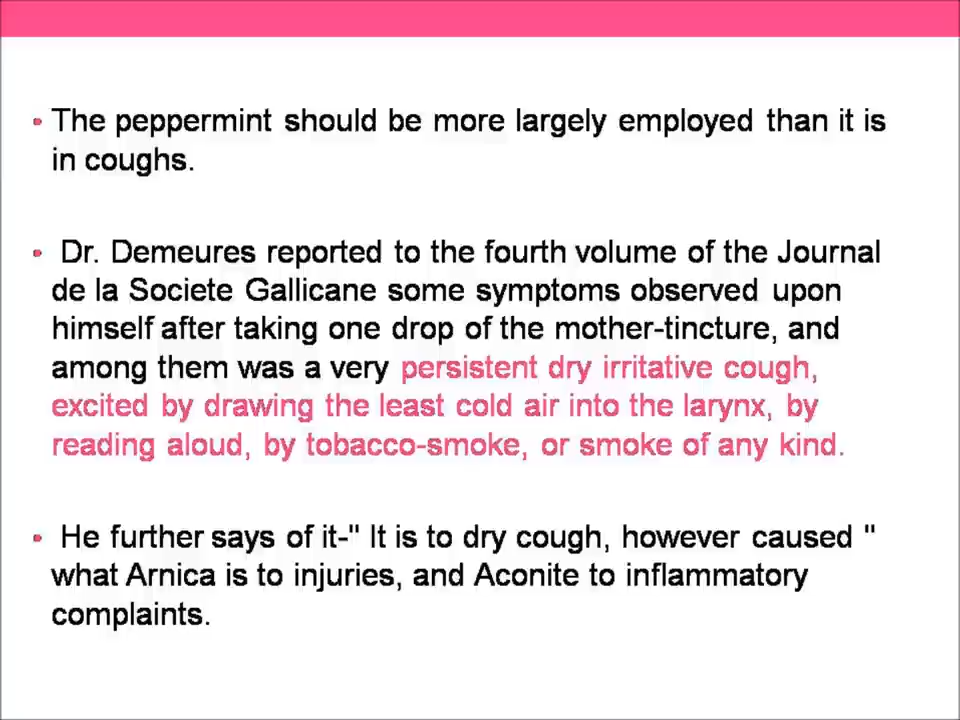 • The peppermint should be more largely employed than it is
in coughs.
• Dr. Demeures reported to the fourth volume of the Journal
de la Societe Gallicane some symptoms observed upon
himself after taking one drop of the mother-tincture, and
among them was a very persistent dry irritative cough,
excited by drawing the least cold air into the larynx, by
reading aloud, by tobacco-smoke, or smoke of any kind.
• He further says of it-" It is to dry cough, however caused "
what Arnica is to injuries, and Aconite to inflammatory
complaints.